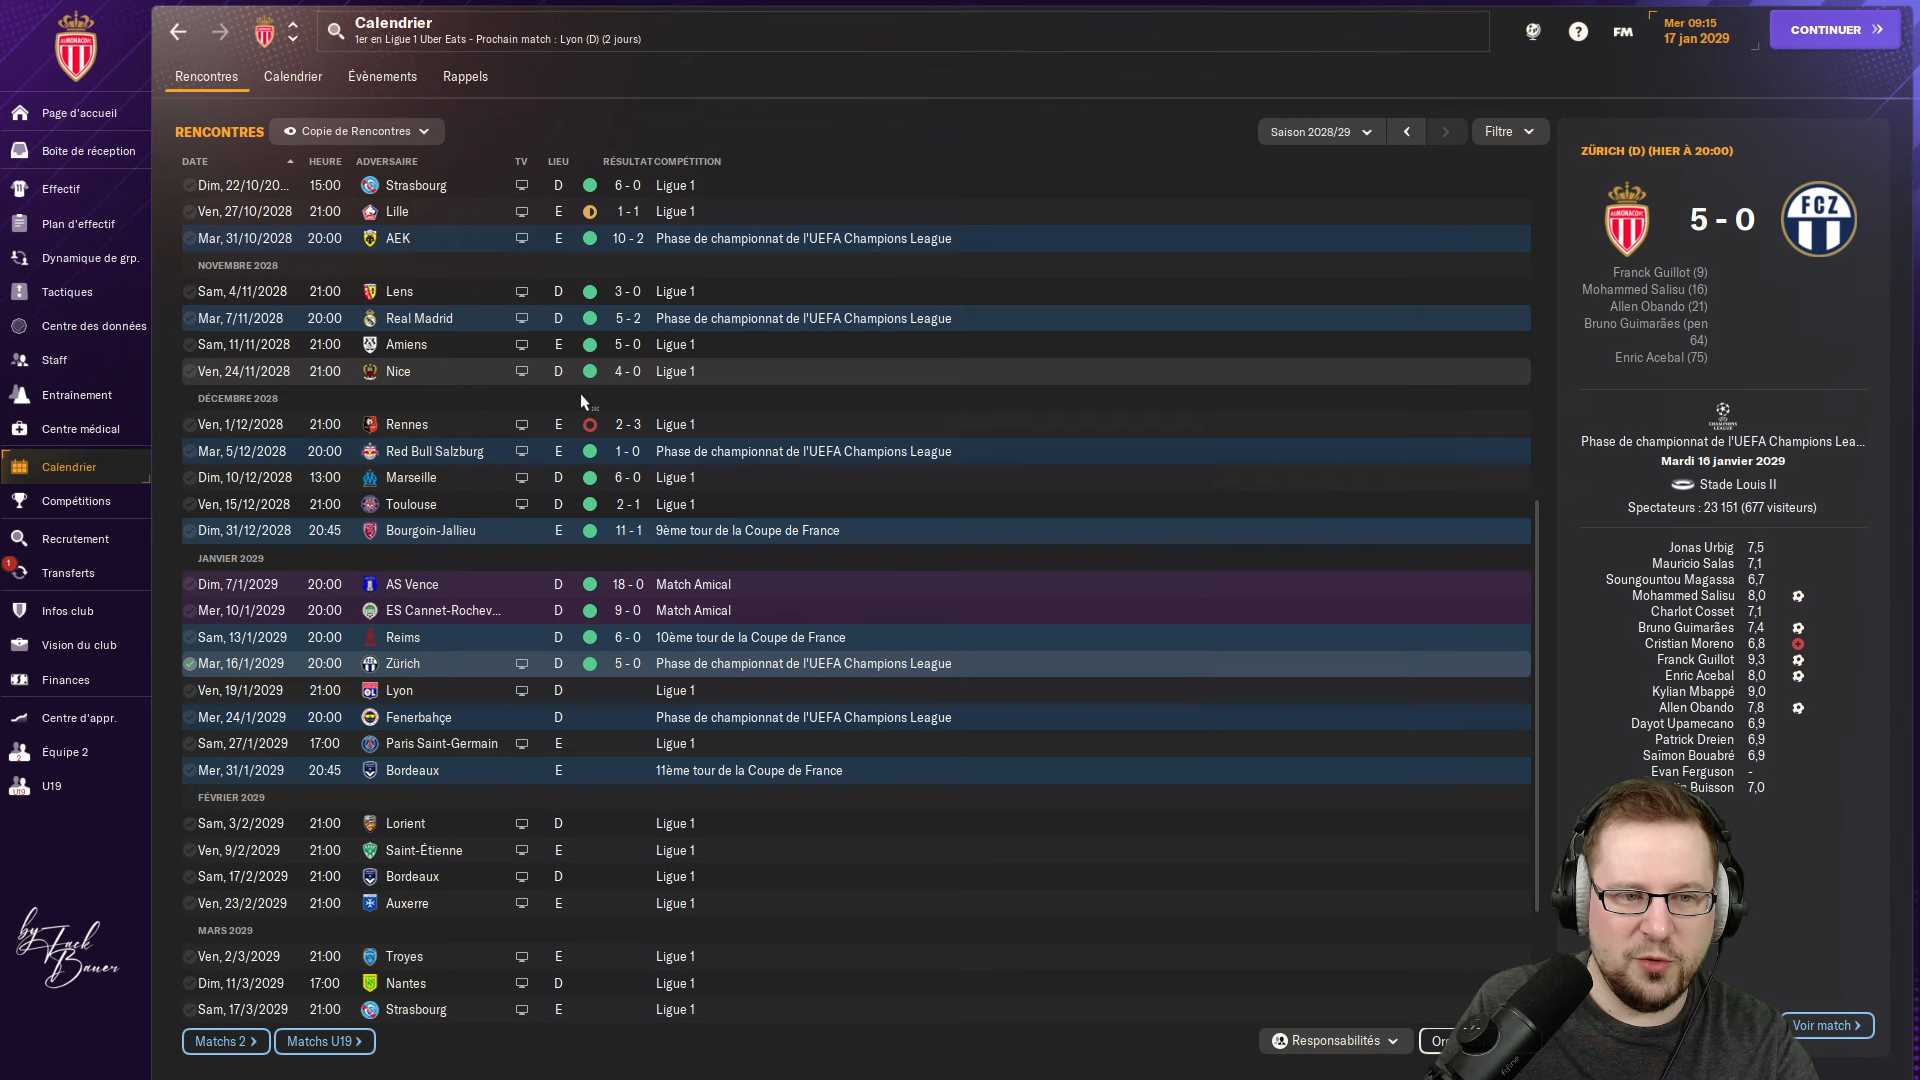 Calendrier
1er en Ligue 1 Uber Eats - Prochain match : Lyon (D) (2 jours)
FM
Mer 09:15
17 jan 2029
CONTINUER
Rencontres Calendrier Évènements Rappels
Page d'accueil
Boîte de réception
Effectif
Plan d'effectif
Dynamique de grp.
Tactiques
Centre des données
Staff
Entraînement
Centre médical
Calendrier
Compétitions
Recrutement
1
Transferts
Infos club
Vision du club
Finances
Centre d'appr.
Équipe 2
U19
by Jack Bauer
RENCONTRES Copie de Rencontres Saison 2028/29 Filtre
DATE HEURE ADVERSAIRE TV LIEU RÉSULTAT COMPÉTITION
Dim, 22/10/20... 15:00 Strasbourg D 6 - 0 Ligue 1
Ven, 27/10/2028 21:00 Lille E 1 - 1 Ligue 1
Mar, 31/10/2028 20:00 AEK E 10 - 2 Phase de championnat de l'UEFA Champions League
NOVEMBRE 2028
Sam, 4/11/2028 21:00 Lens D 3 - 0 Ligue 1
Mar, 7/11/2028 20:00 Real Madrid D 5 - 2 Phase de championnat de l'UEFA Champions League
Sam, 11/11/2028 21:00 Amiens E 5 - 0 Ligue 1
Ven, 24/11/2028 21:00 Nice D 4 - 0 Ligue 1
DÉCEMBRE 2028
Ven, 1/12/2028 21:00 Rennes E 2 - 3 Ligue 1
Mar, 5/12/2028 20:00 Red Bull Salzburg E 1 - 0 Phase de championnat de l'UEFA Champions League
Dim, 10/12/2028 13:00 Marseille D 6 - 0 Ligue 1
Ven, 15/12/2028 21:00 Toulouse D 2 - 1 Ligue 1
Dim, 31/12/2028 20:45 Bourgoin-Jallieu E 11 - 1 9ème tour de la Coupe de France
JANVIER 2029
Dim, 7/1/2029 20:00 AS Vence D 18 - 0 Match Amical
Mer, 10/1/2029 20:00 ES Cannet-Rochev... D 9 - 0 Match Amical
Sam, 13/1/2029 20:00 Reims D 6 - 0 10ème tour de la Coupe de France
Mar, 16/1/2029 20:00 Zürich D 5 - 0 Phase de championnat de l'UEFA Champions League
Ven, 19/1/2029 21:00 Lyon D Ligue 1
Mer, 24/1/2029 20:00 Fenerbahçe D Phase de championnat de l'UEFA Champions League
Sam, 27/1/2029 17:00 Paris Saint-Germain E Ligue 1
Mer, 31/1/2029 20:45 Bordeaux E 11ème tour de la Coupe de France
FÉVRIER 2029
Sam, 3/2/2029 21:00 Lorient D Ligue 1
Ven, 9/2/2029 21:00 Saint-Étienne E Ligue 1
Sam, 17/2/2029 21:00 Bordeaux D Ligue 1
Ven, 23/2/2029 21:00 Auxerre E Ligue 1
MARS 2029
Ven, 2/3/2029 21:00 Troyes E Ligue 1
Dim, 11/3/2029 17:00 Nantes D Ligue 1
Sam, 17/3/2029 21:00 Strasbourg E Ligue 1
Matchs 2 Matchs U19 Responsabilités
ZÜRICH (D) (HIER À 20:00)
5 - 0
FCZ
Franck Guillot (9)
Mohammed Salisu (16)
Allen Obando (21)
Bruno Guimarães (pen
64)
Enric Acebal (75)
CHAMPIONS LEAGUE
Phase de championnat de l'UEFA Champions Lea...
Mardi 16 janvier 2029
Stade Louis II
Spectateurs : 23 151 (677 visiteurs)
Jonas Urbig 7,5
Mauricio Salas 7,1
Soungountou Magassa 6,7
Mohammed Salisu 8,0
Charlot Cosset 7,1
Bruno Guimarães 7,4
Cristian Moreno 6,8
Franck Guillot 9,3
Enric Acebal 8,0
Kylian Mbappé 9,0
Allen Obando 7,8
Dayot Upamecano 6,9
Patrick Dreien 6,9
Saïmon Bouabré 6,9
Evan Ferguson -
Buisson 7,0
Voir match
fifine